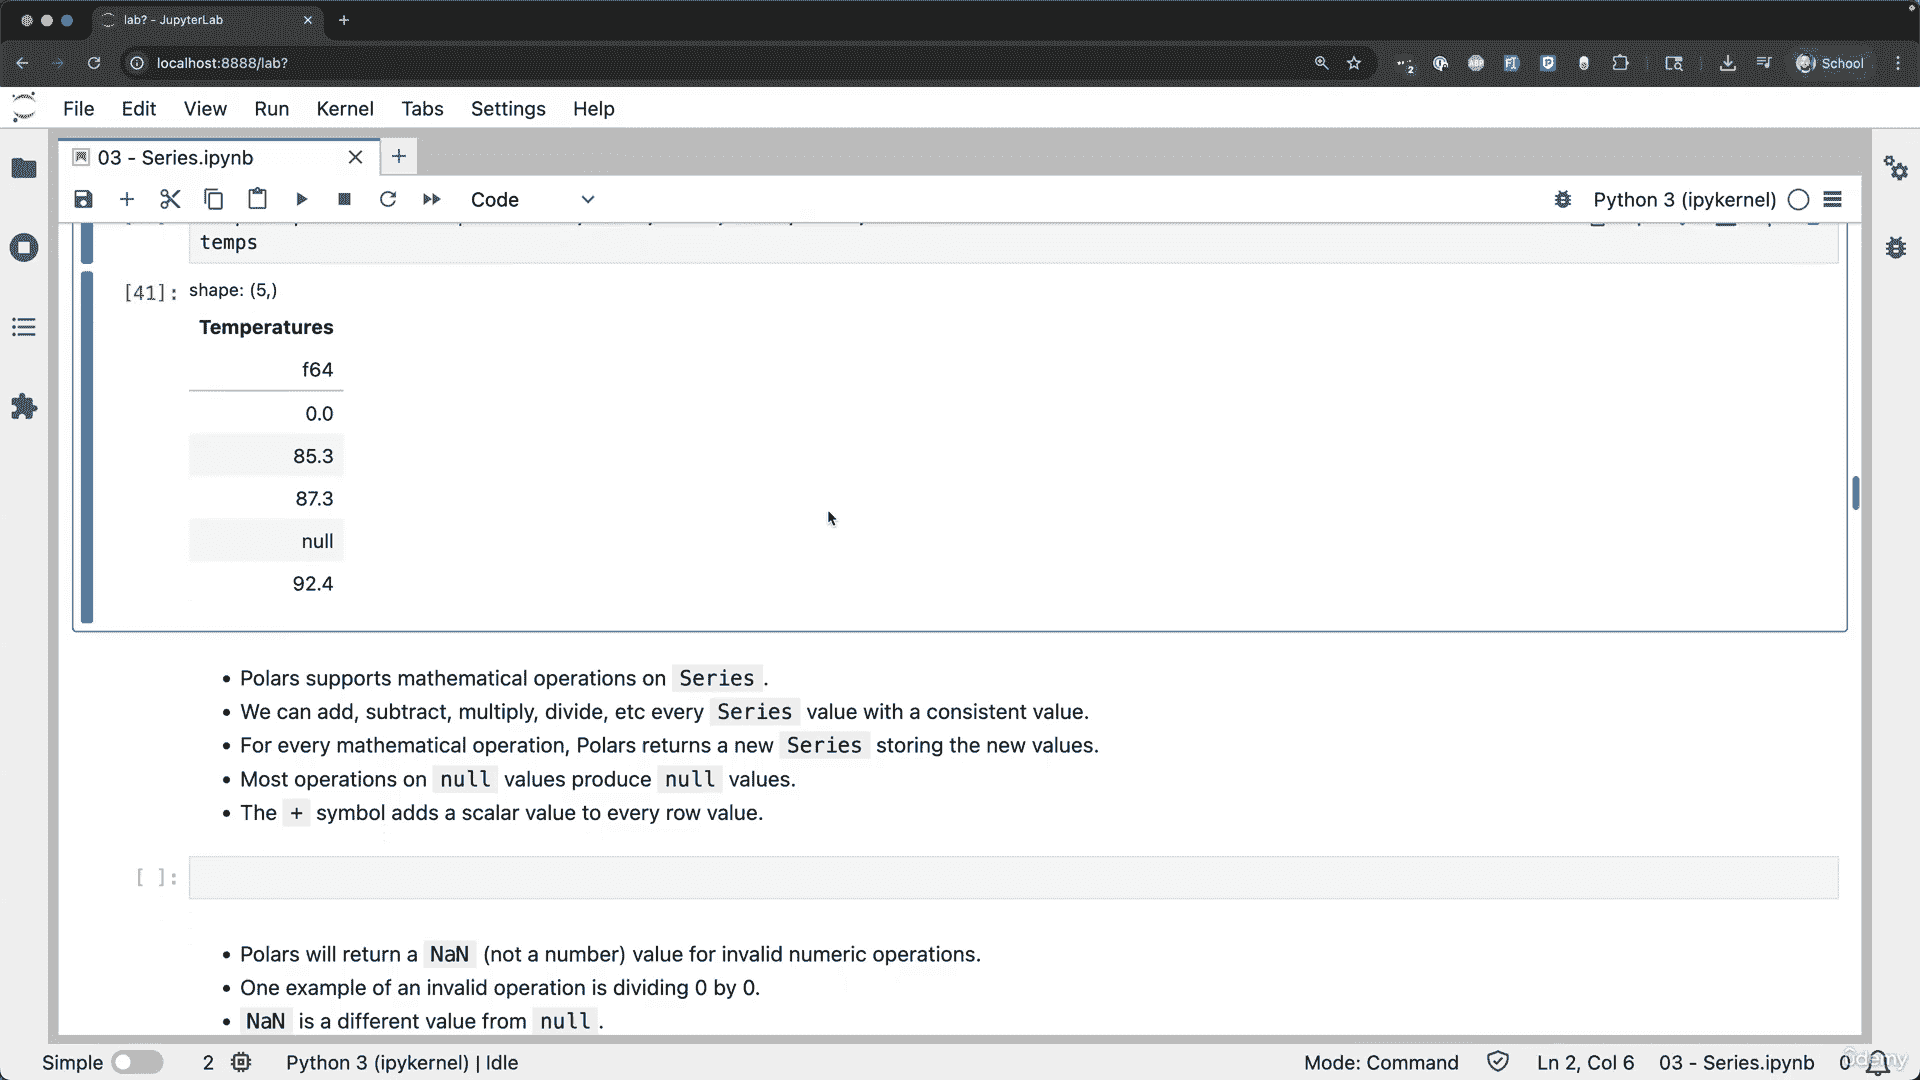 lab? - JupyterLab
localhost:8888/lab?
2
School
File Edit View Run Kernel Tabs Settings Help
03 - Series.ipynb
Code
Python 3 (ipykernel)
temps
[41]: shape: (5,)
Temperatures
f64
0.0
85.3
87.3
null
92.4
• Polars supports mathematical operations on Series .
• We can add, subtract, multiply, divide, etc every Series value with a consistent value.
• For every mathematical operation, Polars returns a new Series storing the new values.
• Most operations on null values produce null values.
• The + symbol adds a scalar value to every row value.
[ ]:
• Polars will return a NaN (not a number) value for invalid numeric operations.
• One example of an invalid operation is dividing 0 by 0.
• NaN is a different value from null .
Simple 2 Python 3 (ipykernel) | Idle Mode: Command Ln 2, Col 6 03 - Series.ipynb 0
udemy